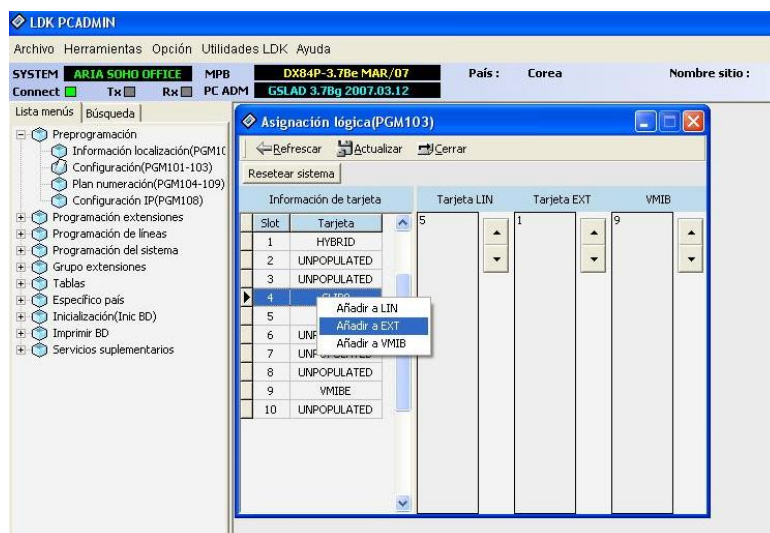 LDK PCADMIN
Archivo Herramientas Opción Utilidades LDK Ayuda
SYSTEM ARIA SOHO OFFICE MPB DX84P-3.7Be MAR/07 País : Corea Nombre sitio :
Connect Tx Rx PC ADM GSLAD 3.7Bg 2007.03.12
Lista menús Búsqueda
Preprogramación
Información localización(PGM10
Configuración(PGM101-103)
Plan numeración(PGM104-109)
Configuración IP(PGM108)
Programación extensiones
Programación de líneas
Programación del sistema
Grupo extensiones
Tablas
Específico país
Inicialización(Inic BD)
Imprimir BD
Servicios suplementarios
Asignación lógica(PGM103)
Refrescar Actualizar Cerrar
Resetear sistema
Información de tarjeta Tarjeta LIN Tarjeta EXT VMIB
Slot Tarjeta 5 1 9
1 HYBRID
2 UNPOPULATED
3 UNPOPULATED
4
5
6
7
8 UNPOPULATED
9 VMIBE
10 UNPOPULATED
Añadir a LIN
Añadir a EXT
Añadir a VMIB